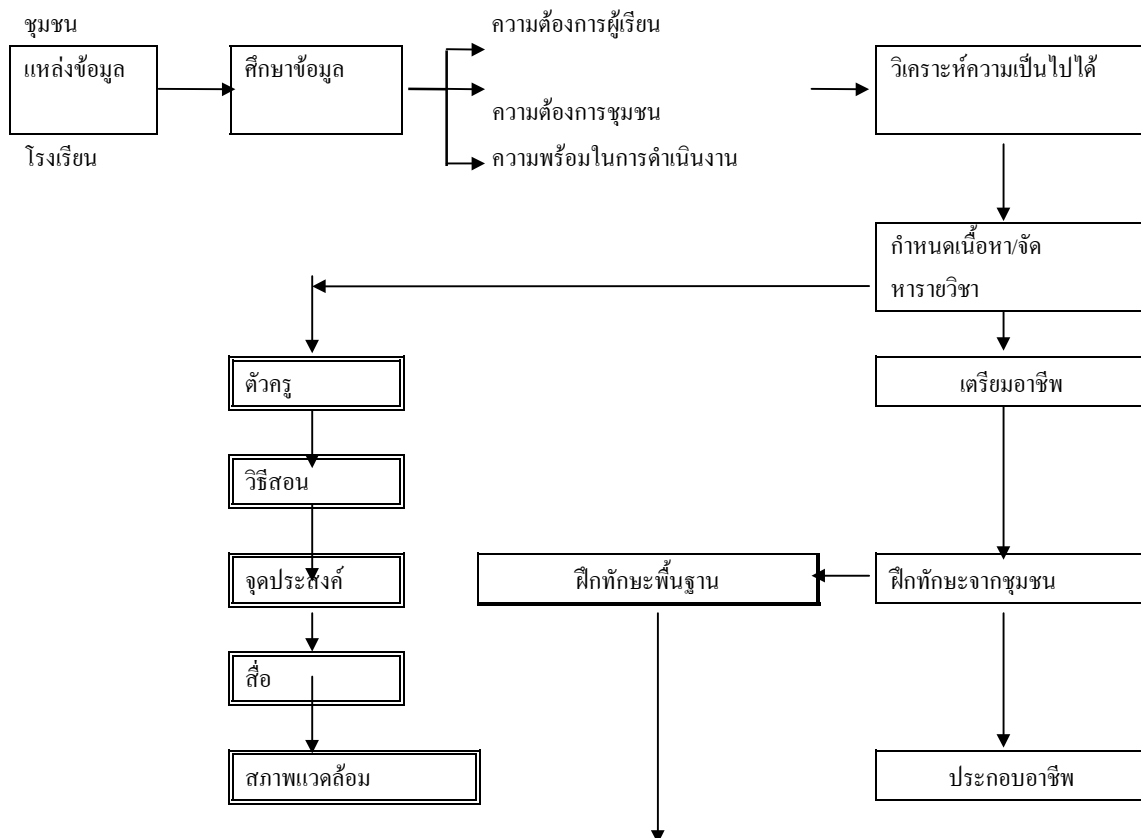 ชุมชน
ความต้องการผู้เรียน
แหล่งข้อมูล
ศึกษาข้อมูล
วิเคราะห์ความเป็นไปได้
ความต้องการชุมชน
โรงเรียน
ความพร้อมในการดำเนินงาน
กำหนดเนื้อหา/จัด
หารายวิชา
ตัวครู
เตรียมอาชีพ
วิธีสอน
จุดประสงค์
ฝึกทักษะพื้นฐาน
ฝึกทักษะจากชุมชน
สื่อ
สภาพแวดล้อม
ประกอบอาชีพ